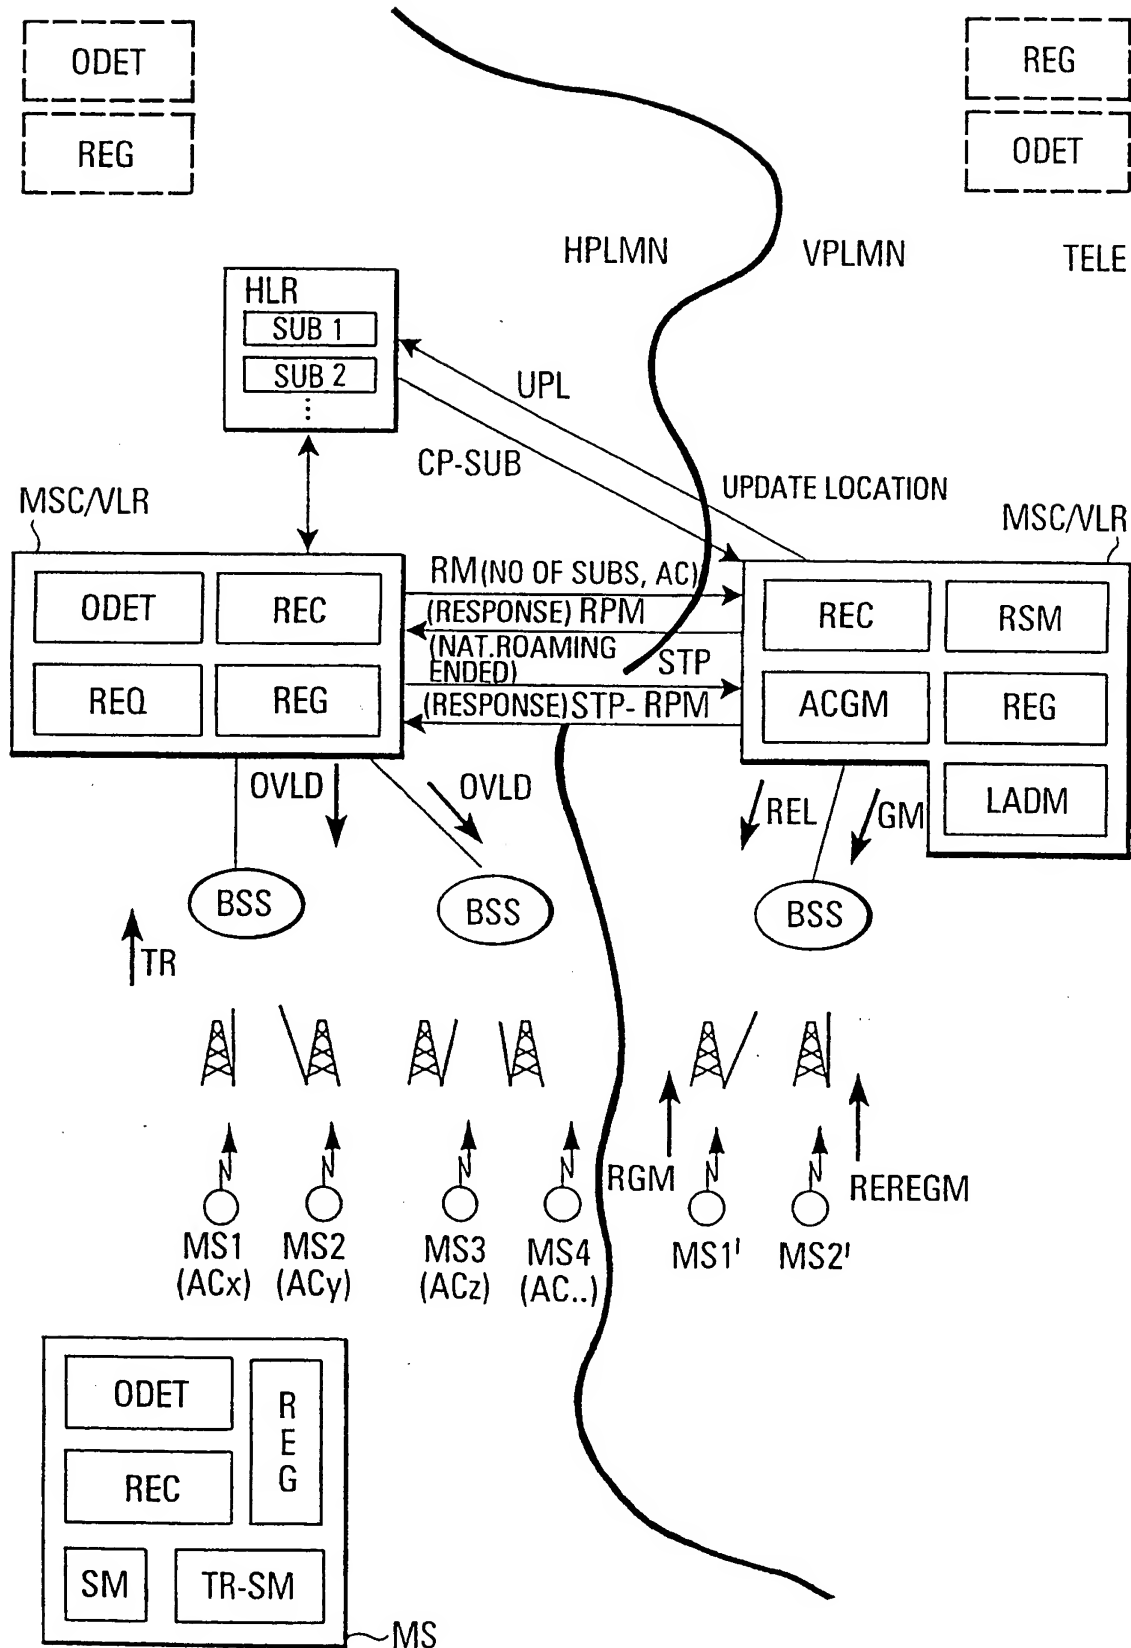 ODET
REG
REG
ODET
HPLMN
VPLMN
TELE
HLR
SUB 1
SUB 2
UPL
CP-SUB
UPDATE LOCATION
MSC/VLR
MSC/VLR
RM(NO OF SUBS, AC)
(RESPONSE) RPM
(NAT.ROAMING
ENDED)
STP
(RESPONSE)STP- RPM
ODET
REC
REQ
REG
REC
RSM
ACGM
REG
LADM
OVLD
OVLD
REL
GM
BSS
BSS
BSS
TR
N
N
N
N
N
N
RGM
REREGM
MS1
(ACx)
MS2
(ACy)
MS3
(ACz)
MS4
(AC..)
MS1'
MS2'
ODET
REG
REC
SM
TR-SM
MS